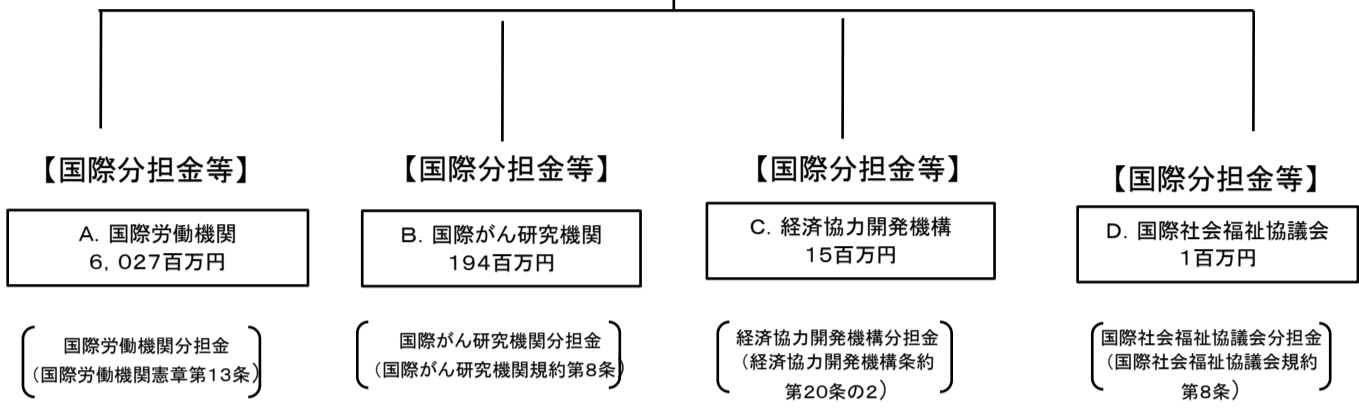 【国際分担金等】
A. 国際労働機関
6，027百万円
国際労働機関分担金
（国際労働機関憲章第13条）
【国際分担金等】
B. 国際がん研究機関
194百万円
国際がん研究機関分担金
（国際がん研究機関規約第8条）
【国際分担金等】
C. 経済協力開発機構
15百万円
経済協力開発機構分担金
（経済協力開発機構条約
第20条の2）
【国際分担金等】
D. 国際社会福祉協議会
1百万円
国際社会福祉協議会分担金
（国際社会福祉協議会規約
第8条）